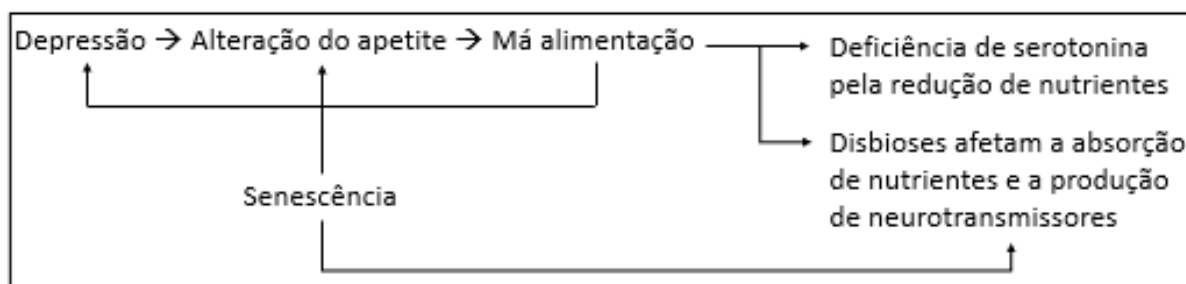 Depressão → Alteração do apetite → Má alimentação
Deficiência de serotonina
pela redução de nutrientes
Disbioses afetam a absorção
de nutrientes e a produção
de neurotransmissores
Senescência